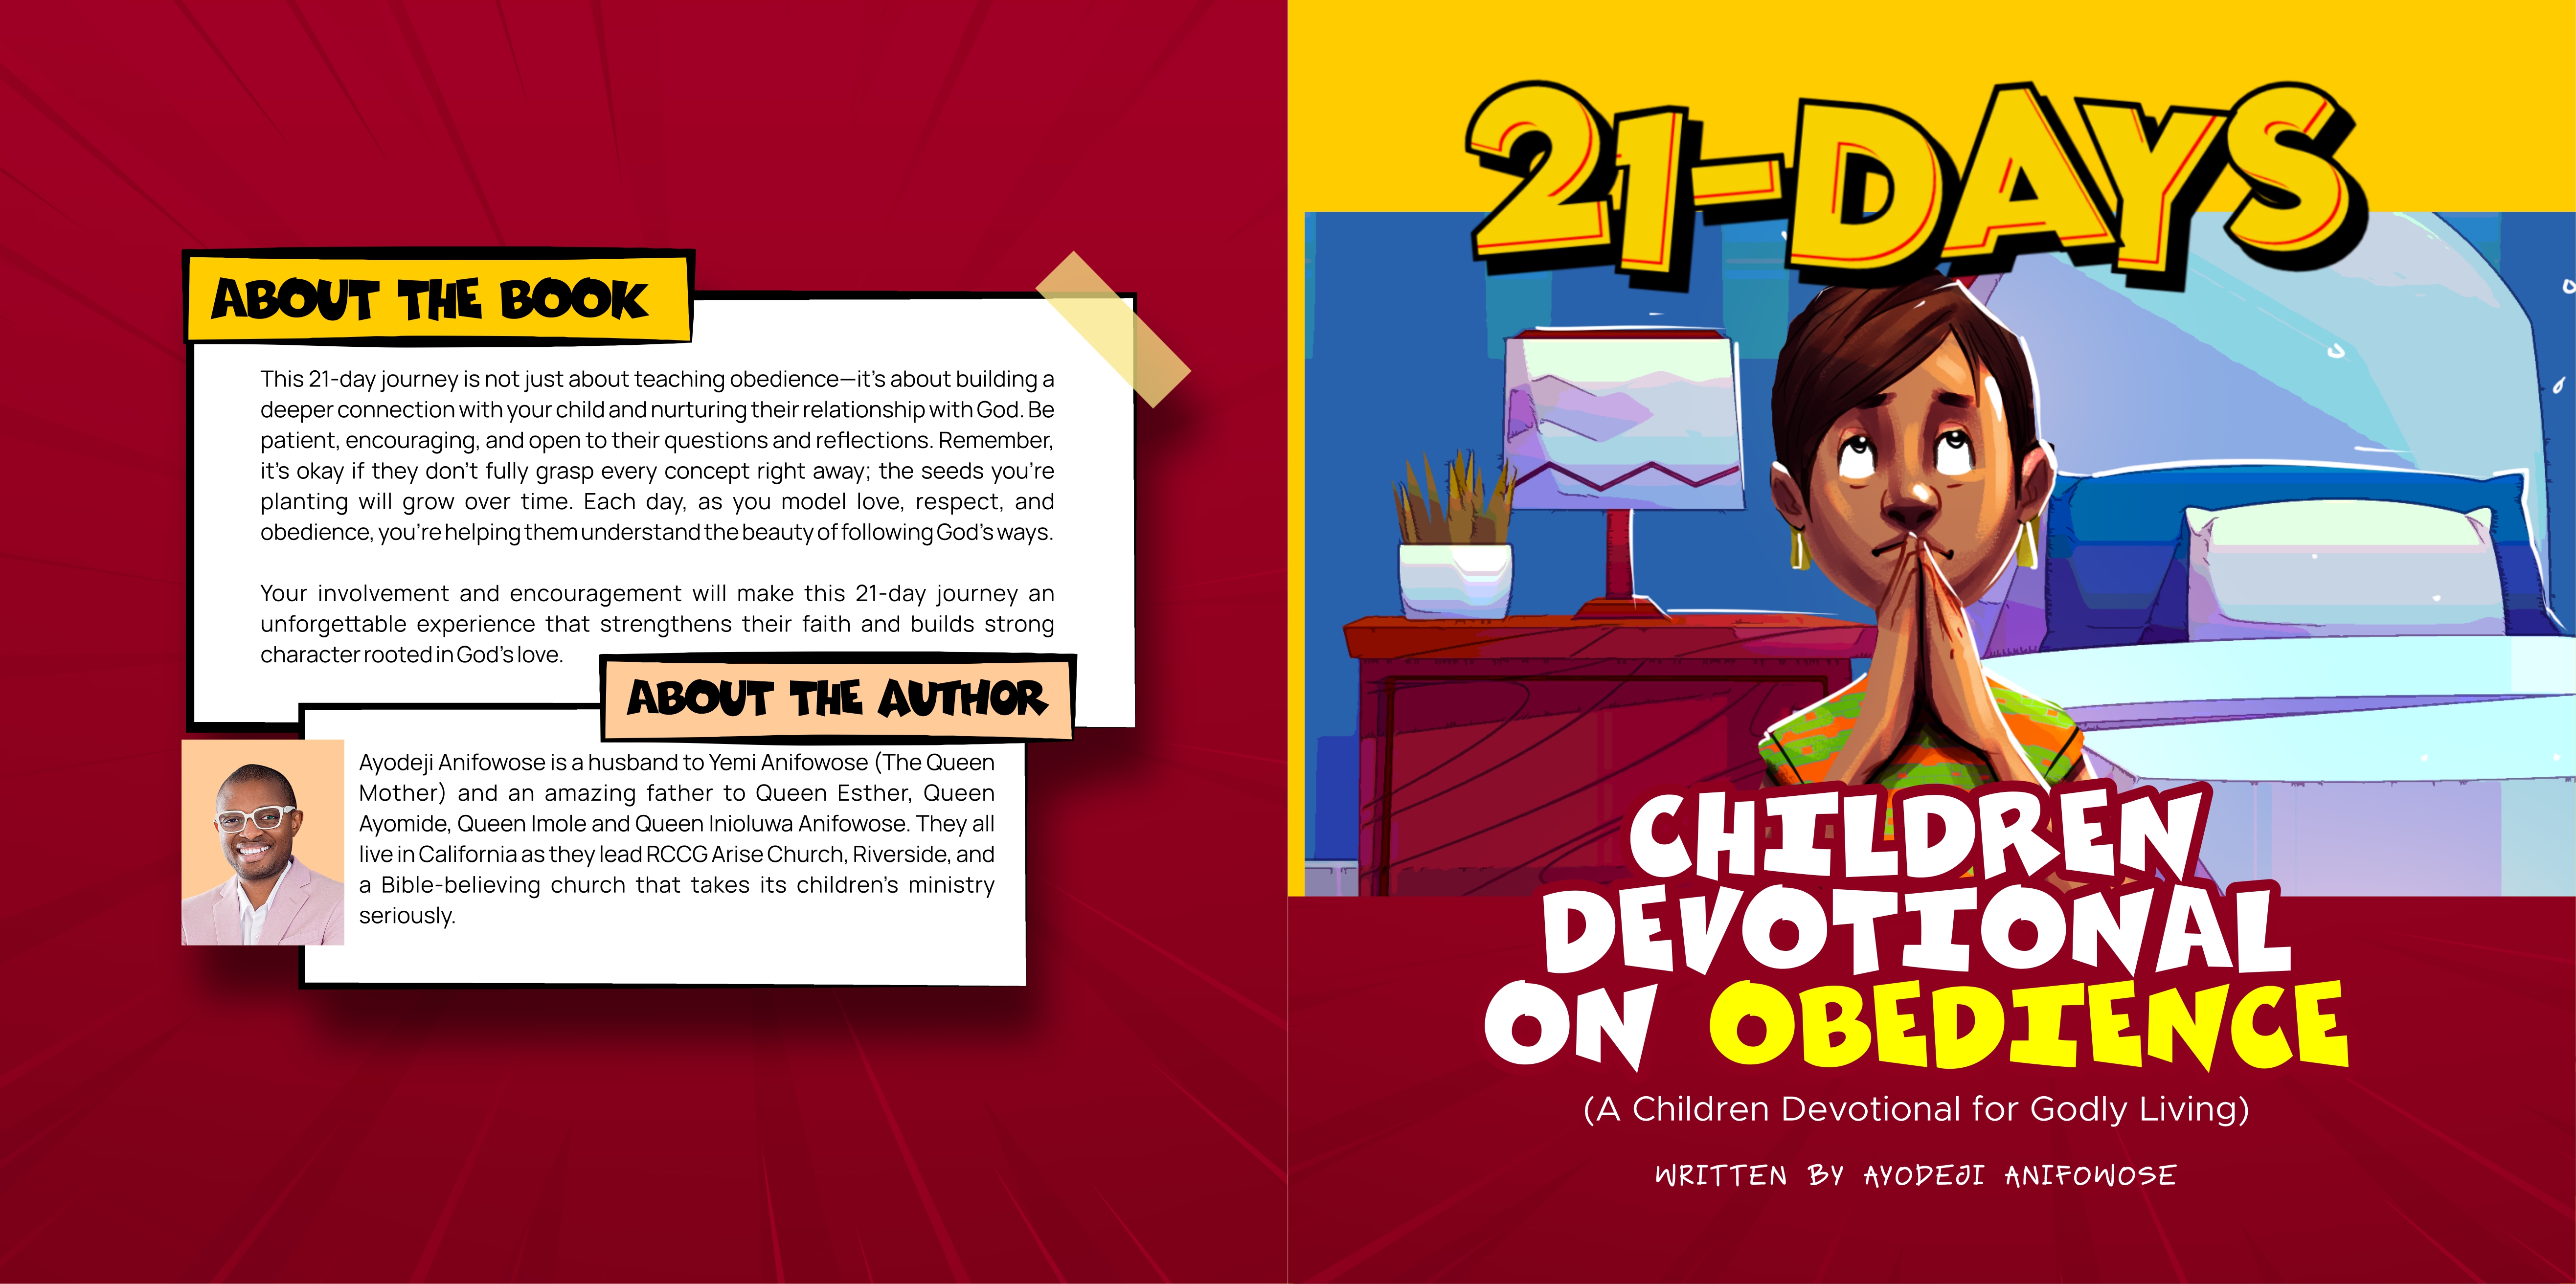 ABOUT THE BOOK
This 21-day journey is not just about teaching obedience—it's about building a
deeper connection with your child and nurturing their relationship with God. Be
patient, encouraging, and open to their questions and reflections. Remember,
it's okay if they don't fully grasp every concept right away; the seeds you're
planting will grow over time. Each day, as you model love, respect, and
obedience, you're helping them understand the beauty of following God's ways.
Your involvement and encouragement will make this 21-day journey an
unforgettable experience that strengthens their faith and builds strong
character rooted in God's love.
ABOUT THE AUTHOR
Ayodeji Anifowose is a husband to Yemi Anifowose (The Queen
Mother) and an amazing father to Queen Esther, Queen
Ayomide, Queen Imole and Queen Inioluwa Anifowose. They all
live in California as they lead RCCG Arise Church, Riverside, and
a Bible-believing church that takes its children's ministry
seriously.
21-DAYS
CHILDREN
DEVOTIONAL
ON OBEDIENCE
(A Children Devotional for Godly Living)
WRITTEN BY AYODEJI ANIFOWOSE